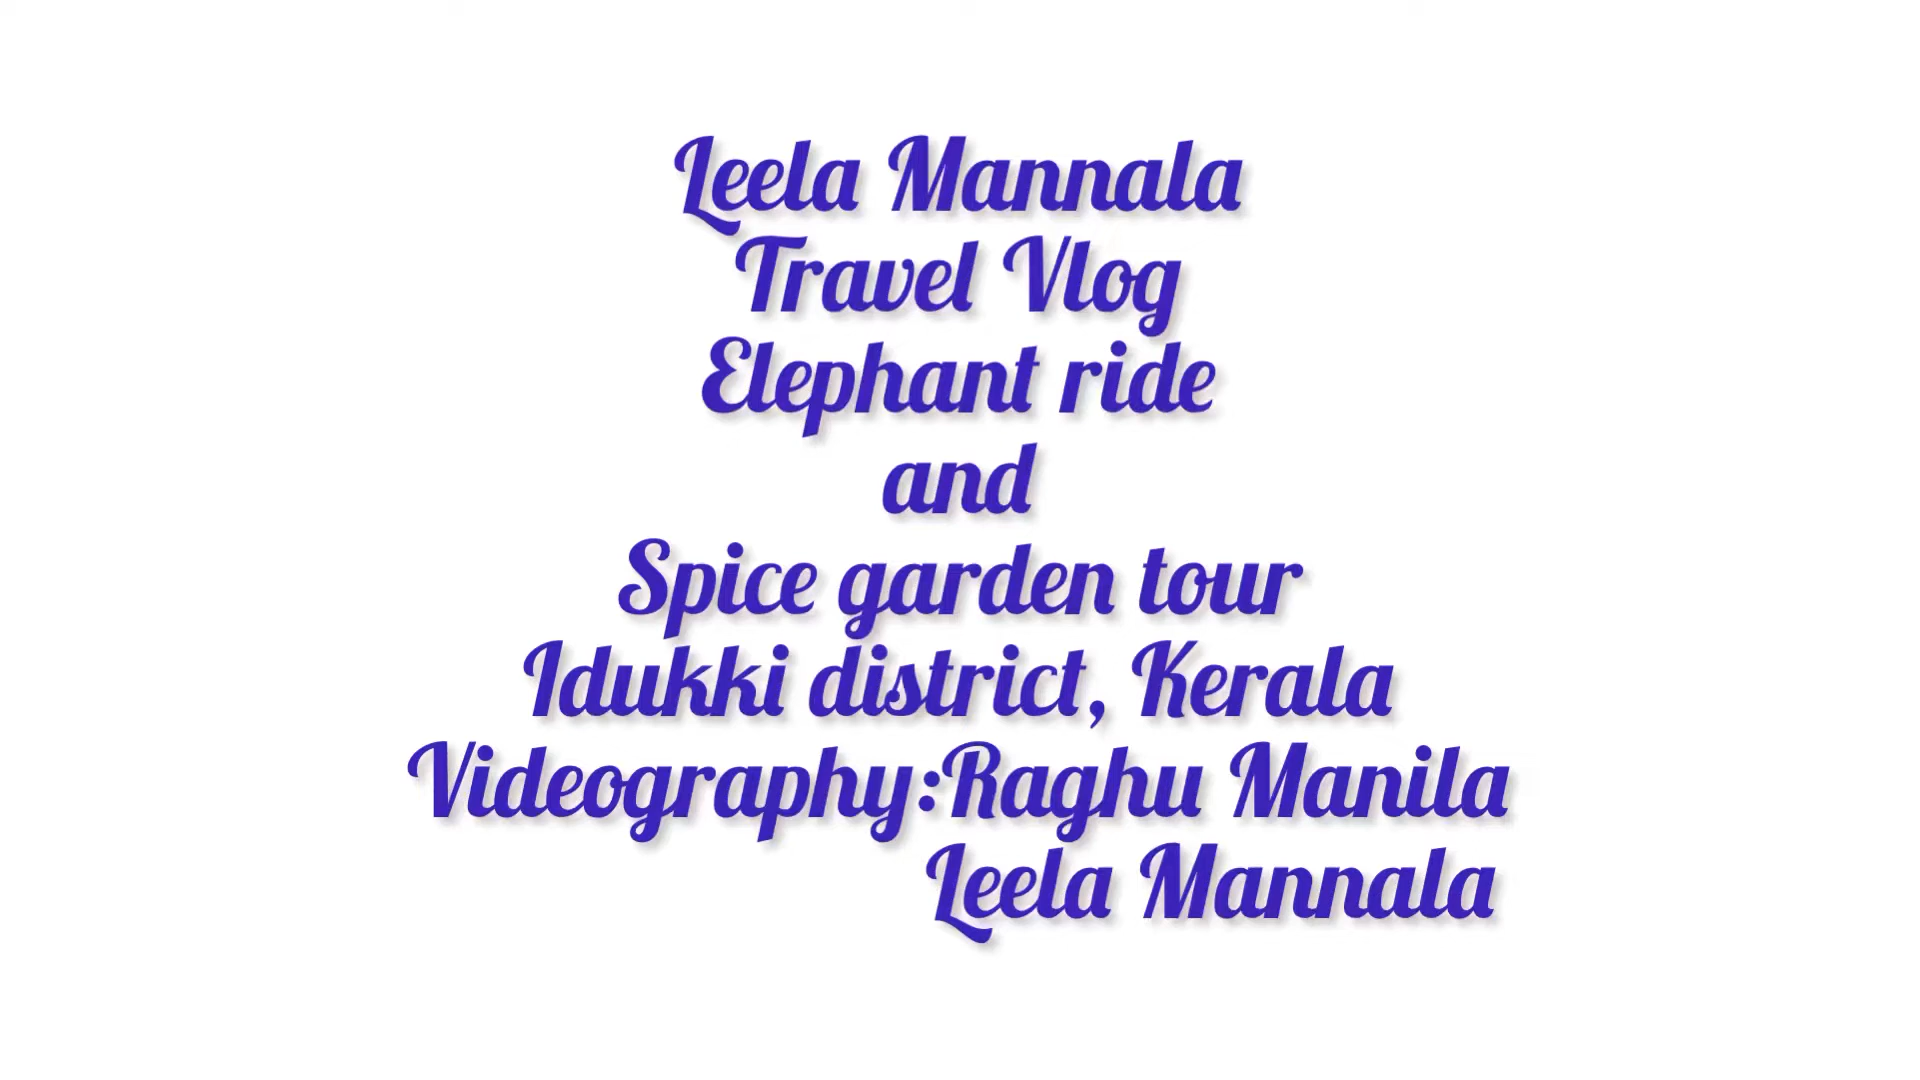 Leela Mannala
Travel Vlog
Elephant ride
and
Spice garden tour
Idukki district, Kerala
Videography:Raghu Manila
Leela Mannala